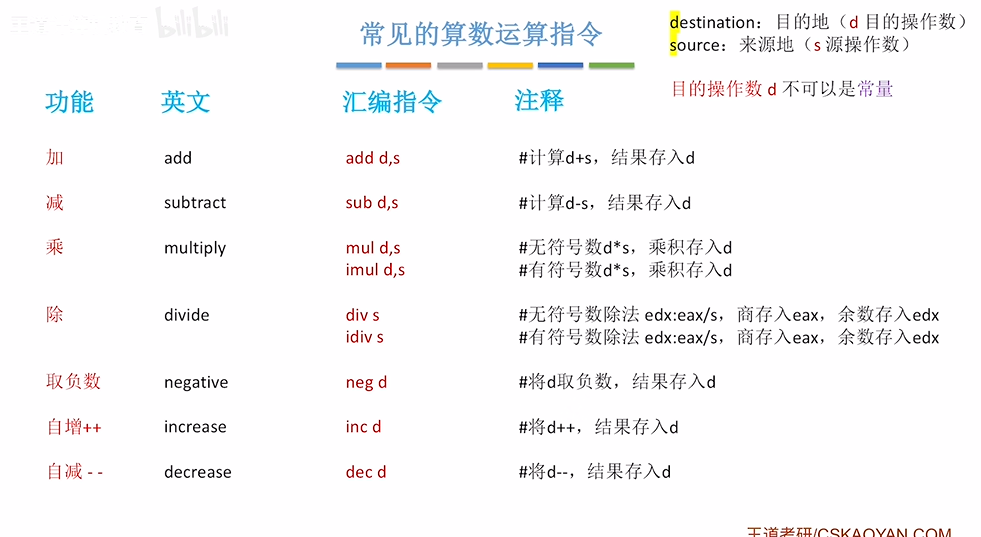 bilibili
常见的算数运算指令
destination：目的地（d 目的操作数）
source：来源地（s 源操作数）
目的操作数 d 不可以是常量
功能 英文 汇编指令 注释
加 add add d,s #计算d+s，结果存入d
减 subtract sub d,s #计算d-s，结果存入d
乘 multiply mul d,s #无符号数d*s，乘积存入d
imul d,s #有符号数d*s，乘积存入d
除 divide div s #无符号数除法 edx:eax/s，商存入eax，余数存入edx
idiv s #有符号数除法 edx:eax/s，商存入eax，余数存入edx
取负数 negative neg d #将d取负数，结果存入d
自增++ increase inc d #将d++，结果存入d
自减 - - decrease dec d #将d--，结果存入d
王道考研/CSKAOYAN.COM